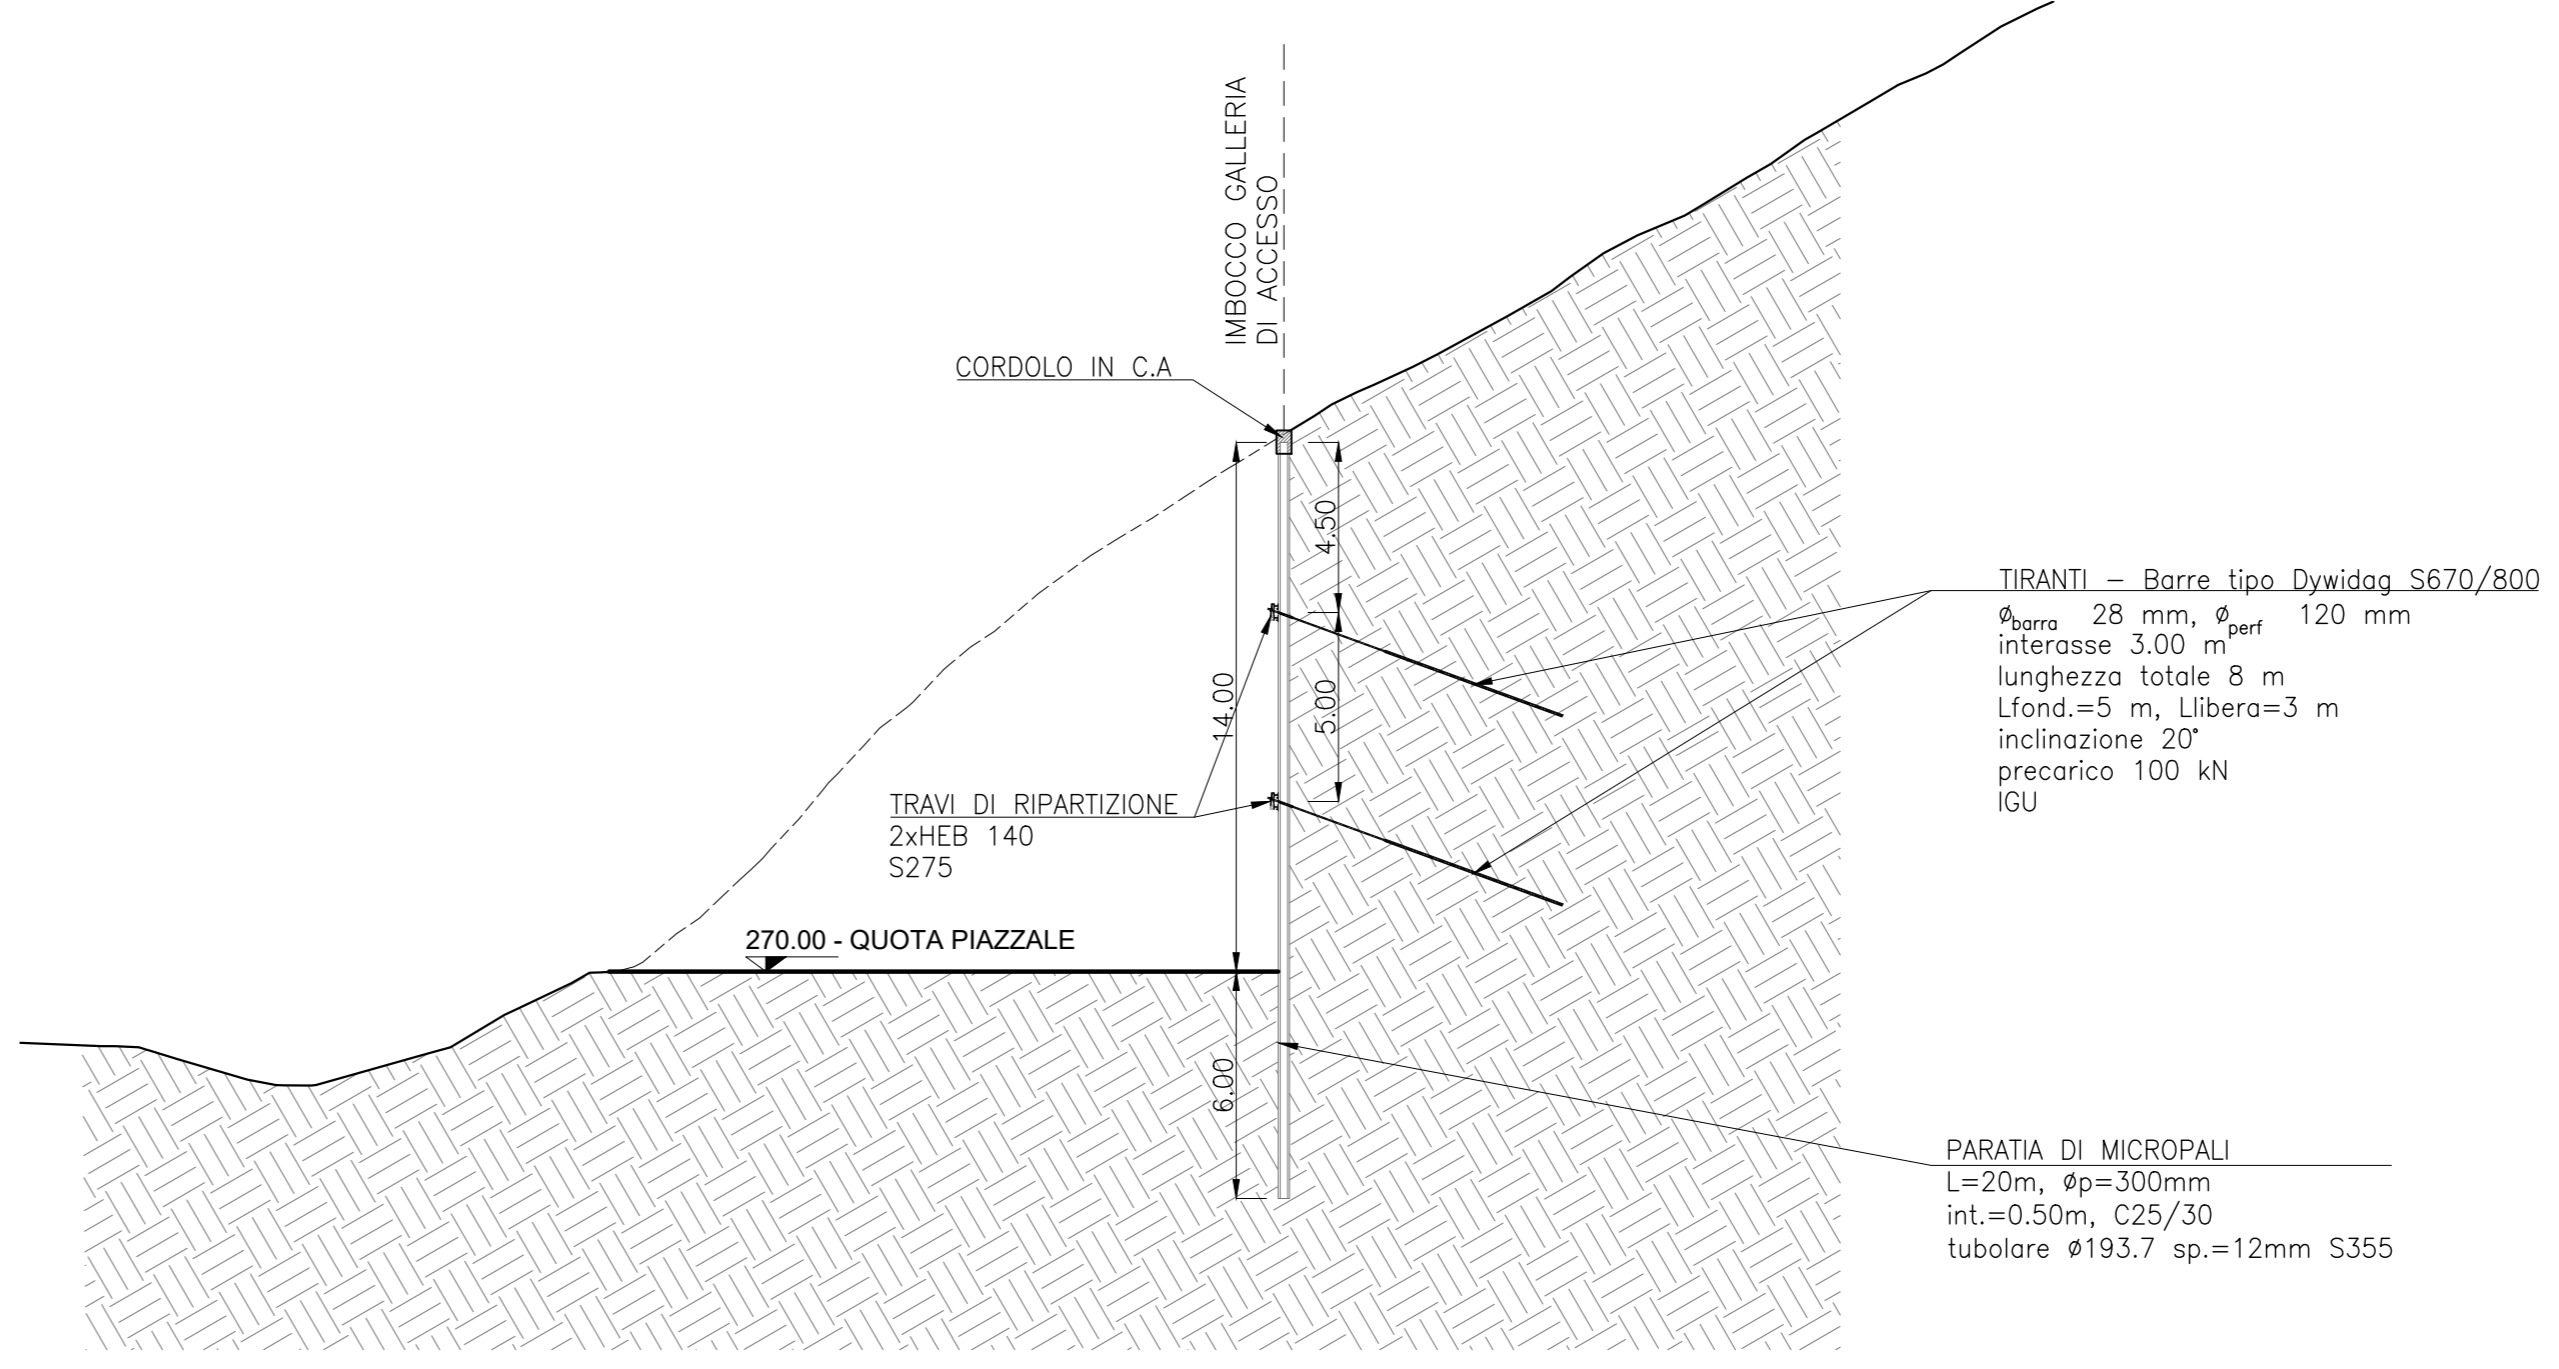 IMBOCCO GALLERIA
DI ACCESSO
CORDOLO IN C.A
4.50
14.00
5.00
TIRANTI – Barre tipo Dywidag S670/800
ϕbarra 28 mm, ϕperf 120 mm
interasse 3.00 m
lunghezza totale 8 m
Lfond.=5 m, Llibera=3 m
inclinazione 20°
precarico 100 kN
IGU
TRAVI DI RIPARTIZIONE
2xHEB 140
S275
270.00 - QUOTA PIAZZALE
6.00
PARATIA DI MICROPALI
L=20m, ϕp=300mm
int.=0.50m, C25/30
tubolare ϕ193.7 sp.=12mm S355